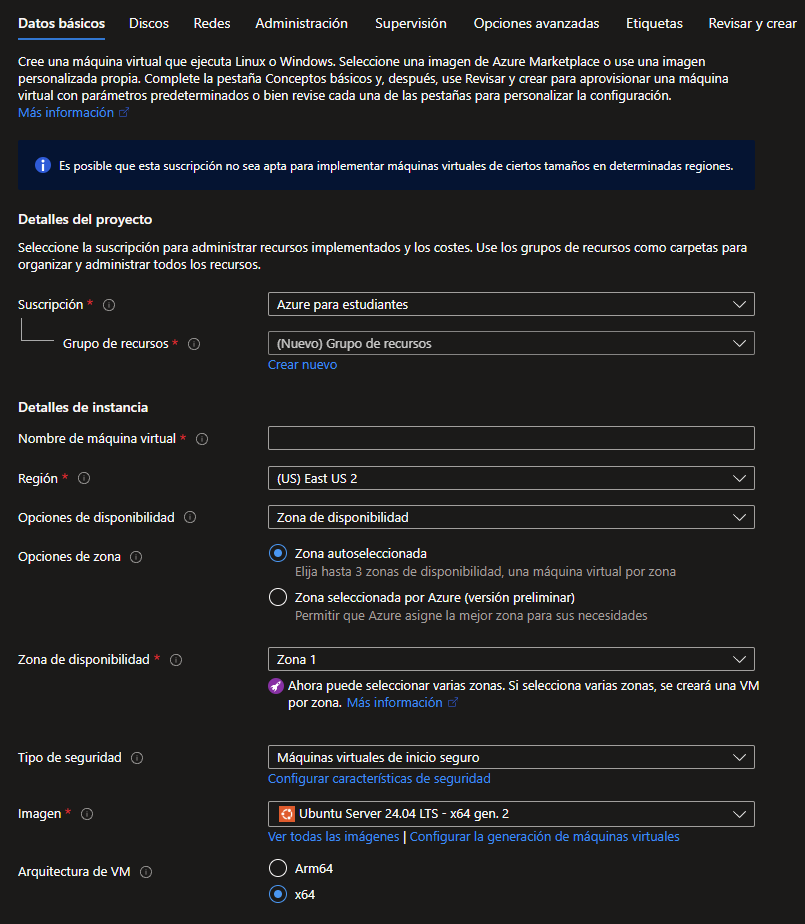 Datos básicos Discos Redes Administración Supervisión Opciones avanzadas Etiquetas Revisar y crear
Cree una máquina virtual que ejecuta Linux o Windows. Seleccione una imagen de Azure Marketplace o use una imagen
personalizada propia. Complete la pestaña Conceptos básicos y, después, use Revisar y crear para aprovisionar una máquina
virtual con parámetros predeterminados o bien revise cada una de las pestañas para personalizar la configuración.
Más información
Es posible que esta suscripción no sea apta para implementar máquinas virtuales de ciertos tamaños en determinadas regiones.
Detalles del proyecto
Seleccione la suscripción para administrar recursos implementados y los costes. Use los grupos de recursos como carpetas para
organizar y administrar todos los recursos.
Suscripción * Azure para estudiantes
Grupo de recursos * (Nuevo) Grupo de recursos
Crear nuevo
Detalles de instancia
Nombre de máquina virtual *
Región * (US) East US 2
Opciones de disponibilidad Zona de disponibilidad
Opciones de zona Zona autoseleccionada
Elija hasta 3 zonas de disponibilidad, una máquina virtual por zona
Zona seleccionada por Azure (versión preliminar)
Permitir que Azure asigne la mejor zona para sus necesidades
Zona de disponibilidad * Zona 1
Ahora puede seleccionar varias zonas. Si selecciona varias zonas, se creará una VM
por zona. Más información
Tipo de seguridad Máquinas virtuales de inicio seguro
Configurar características de seguridad
Imagen * Ubuntu Server 24.04 LTS - x64 gen. 2
Ver todas las imágenes | Configurar la generación de máquinas virtuales
Arquitectura de VM Arm64
x64